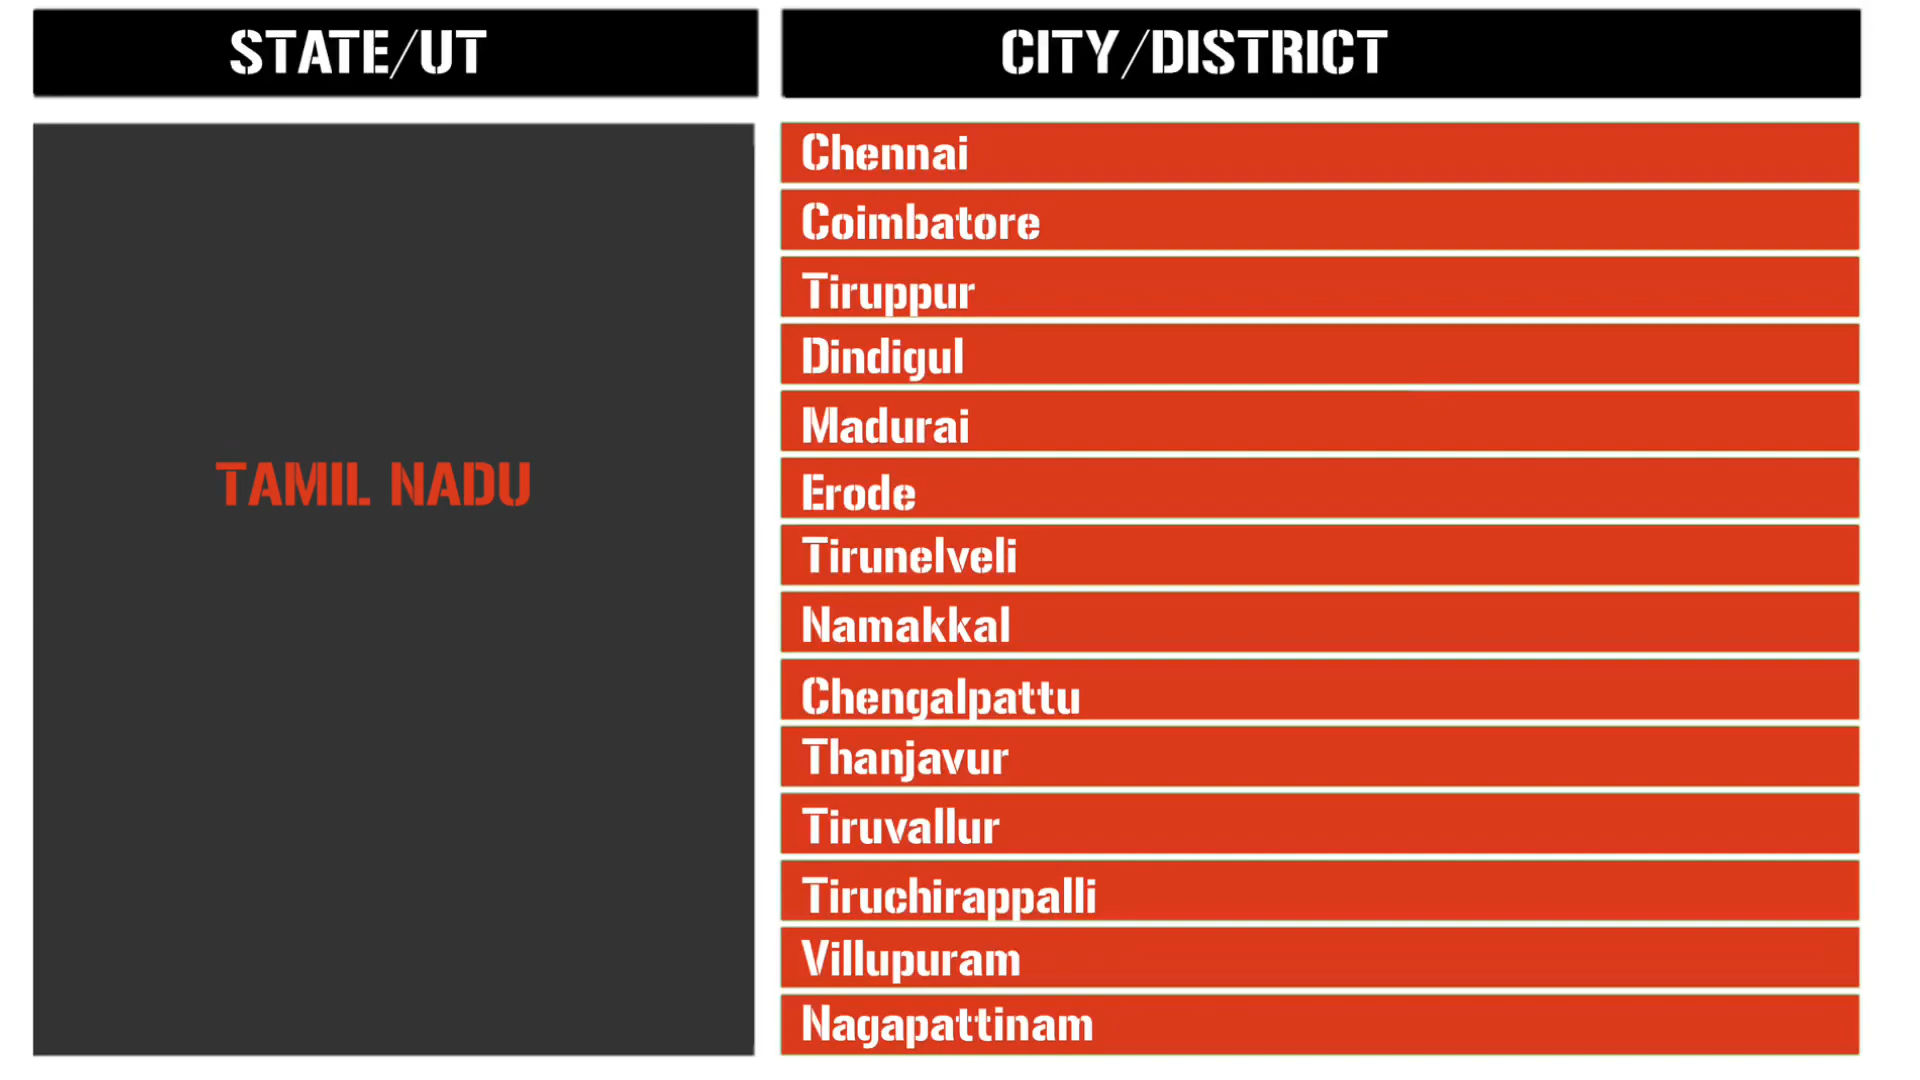 STATE/UT
CITY/DISTRICT
TAMIL NADU
Chennai
Coimbatore
Tiruppur
Dindigul
Madurai
Erode
Tirunelveli
Namakkal
Chengalpattu
Thanjavur
Tiruvallur
Tiruchirappalli
Villupuram
Nagapattinam